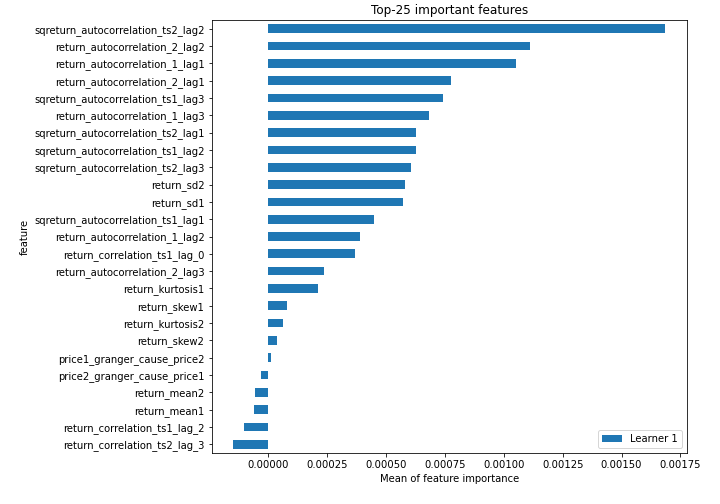 Top-25 important features
sqreturn_autocorrelation_ts2_lag2
return_autocorrelation_2_lag2
return_autocorrelation_1_lag1
return_autocorrelation_2_lag1
sqreturn_autocorrelation_ts1_lag3
return_autocorrelation_1_lag3
sqreturn_autocorrelation_ts2_lag1
sqreturn_autocorrelation_ts1_lag2
sqreturn_autocorrelation_ts2_lag3
return_sd2
return_sd1
sqreturn_autocorrelation_ts1_lag1
return_autocorrelation_1_lag2
return_correlation_ts1_lag_0
return_autocorrelation_2_lag3
return_kurtosis1
return_skew1
return_kurtosis2
return_skew2
price1_granger_cause_price2
price2_granger_cause_price1
return_mean2
return_mean1
return_correlation_ts1_lag_2
return_correlation_ts2_lag_3
feature
Learner 1
0.00000 0.00025 0.00050 0.00075 0.00100 0.00125 0.00150 0.00175
Mean of feature importance